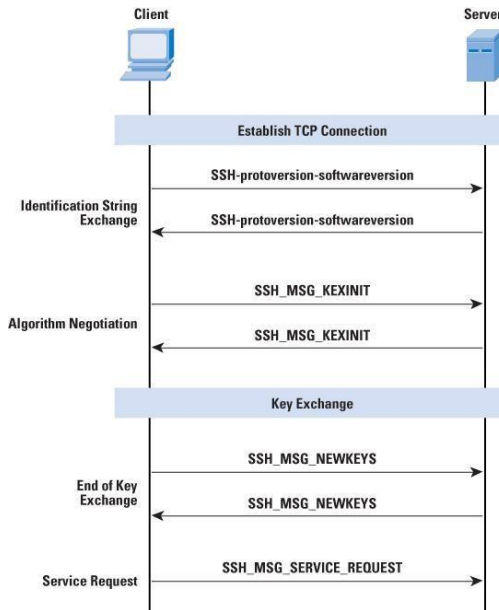 Client
Server
Establish TCP Connection
SSH-protoversion-softwareversion
Identification String
Exchange
SSH-protoversion-softwareversion
SSH_MSG_KEXINIT
Algorithm Negotiation
SSH_MSG_KEXINIT
Key Exchange
SSH_MSG_NEWKEYS
End of Key
Exchange
SSH_MSG_NEWKEYS
SSH_MSG_SERVICE_REQUEST
Service Request